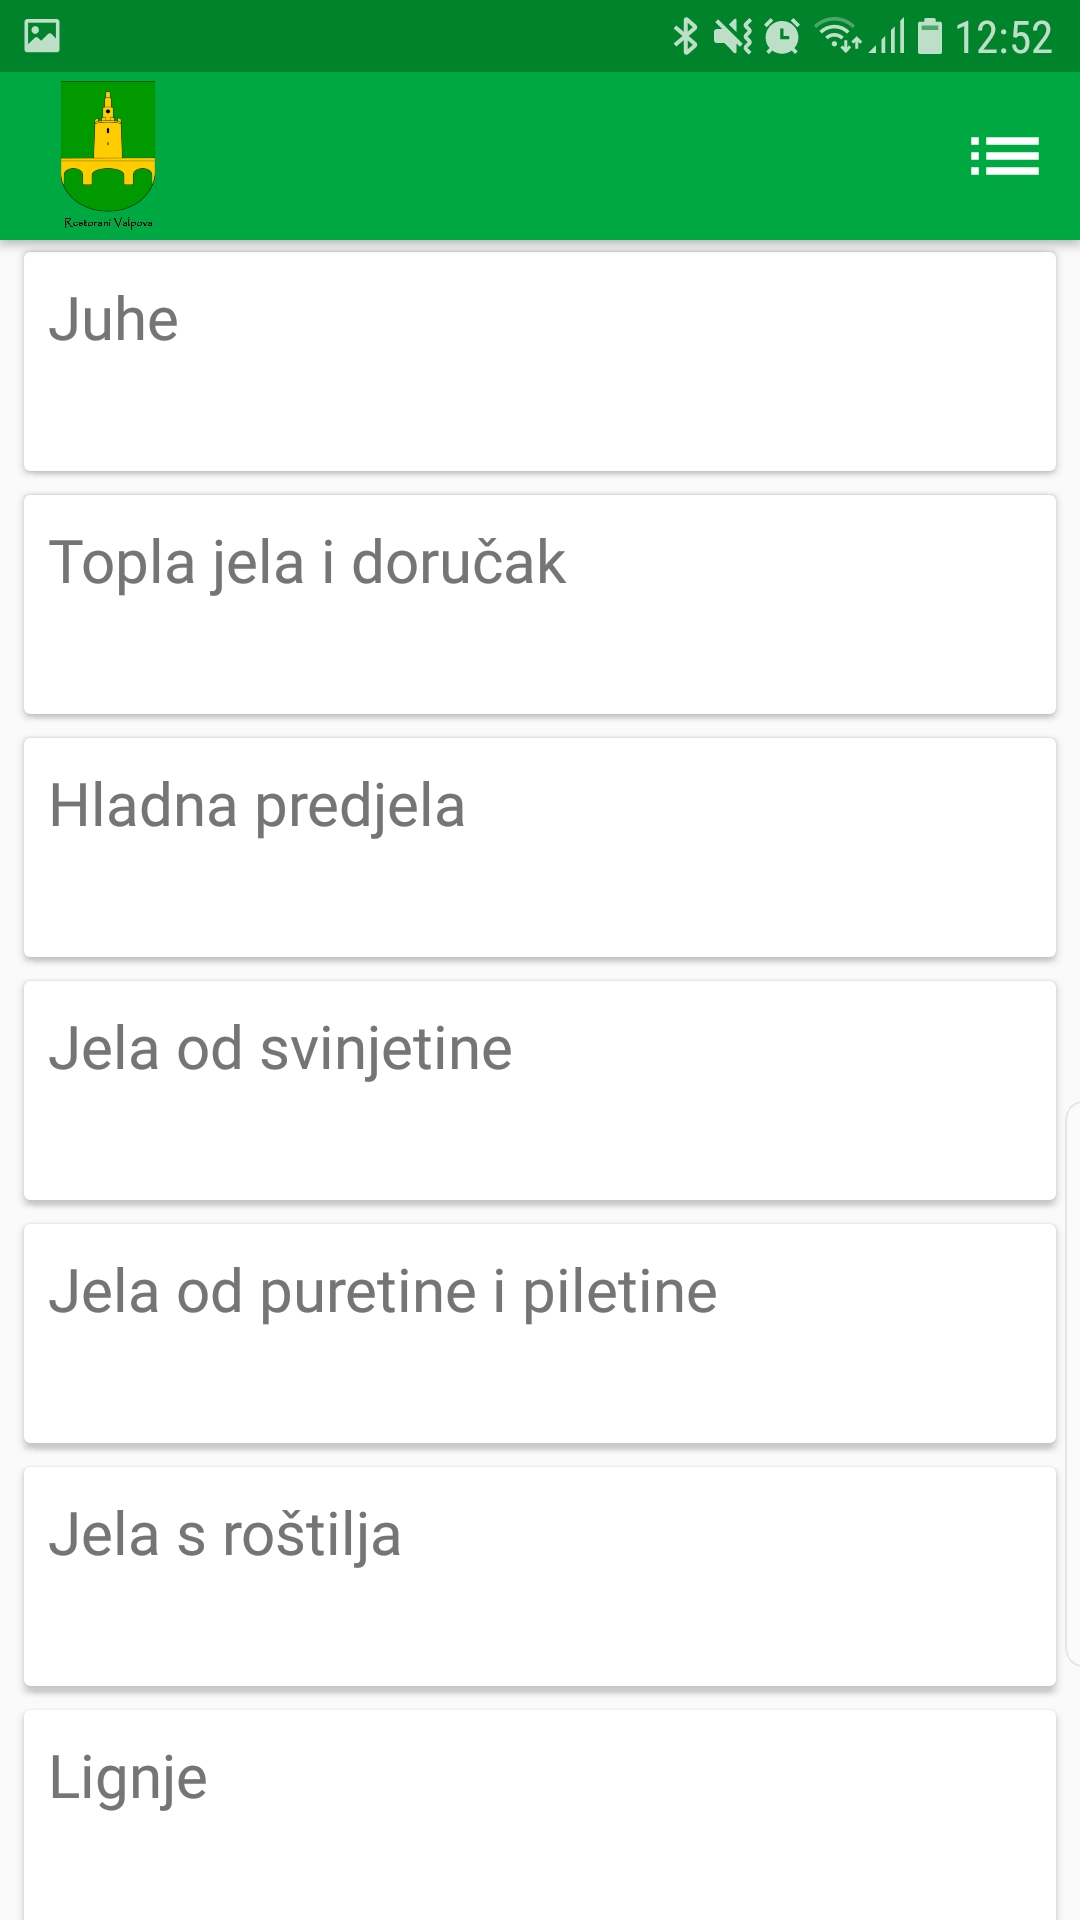 12:52
Restorani Valpova
Juhe
Topla jela i doručak
Hladna predjela
Jela od svinjetine
Jela od puretine i piletine
Jela s roštilja
Lignje